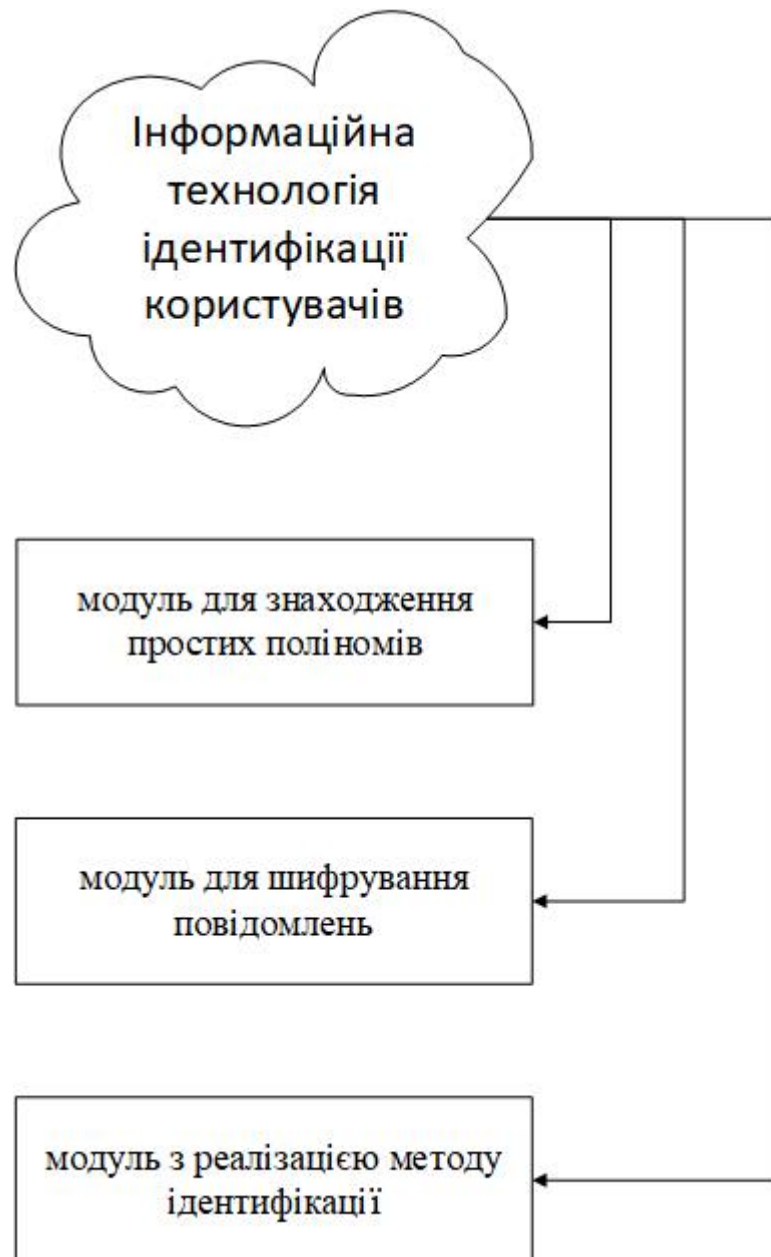 Інформаційна
технологія
ідентифікації
користувачів
модуль для знаходження
простих поліномів
модуль для шифрування
повідомлень
модуль з реалізацією методу
ідентифікації